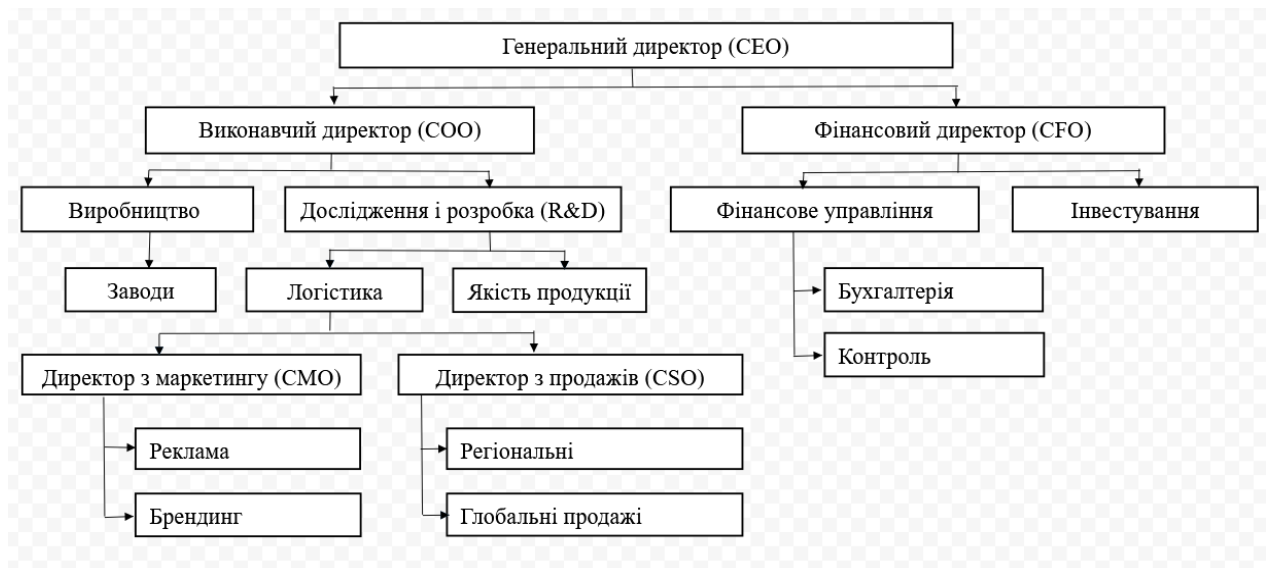 Генеральний директор (CEO)
Виконавчий директор (COO)
Фінансовий директор (CFO)
Виробництво
Дослідження і розробка (R&D)
Фінансове управління
Інвестування
Заводи
Логістика
Якість продукції
Бухгалтерія
Контроль
Директор з маркетингу (CMO)
Директор з продажів (CSO)
Реклама
Регіональні
Брендинг
Глобальні продажі